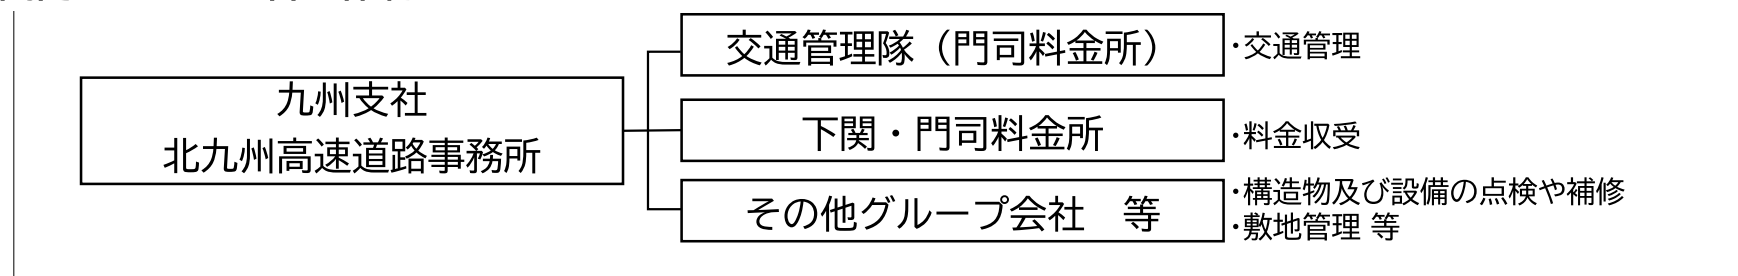 九州支社
北九州高速道路事務所
交通管理隊（門司料金所）
・交通管理
下関・門司料金所
・料金収受
その他グループ会社　等
・構造物及び設備の点検や補修
・敷地管理 等